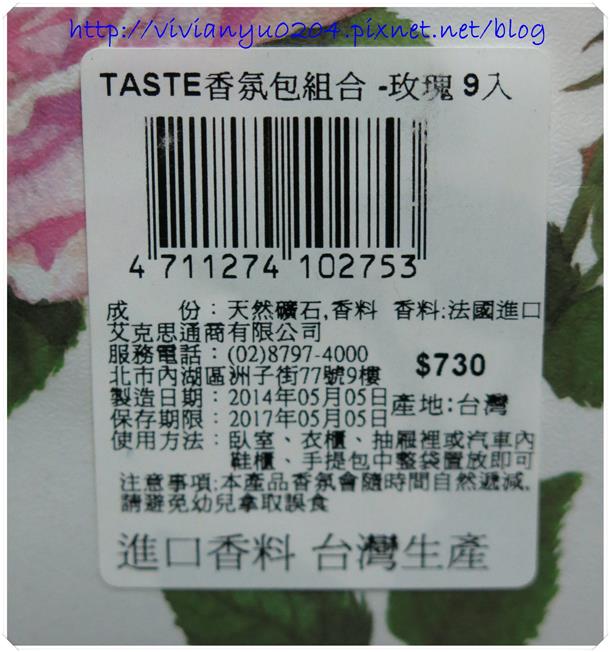 http://vivianyu0204.pixnet.net/blog
TASTE香氛包組合 -玫瑰 9入
4 711274 102753
成　　份：天然礦石,香料 香料:法國進口
艾克思通商有限公司
服務電話：(02)8797-4000
$730
北市內湖區洲子街77號9樓
製造日期：2014年05月05日 產地:台灣
保存期限：2017年05月05日
使用方法：臥室、衣櫃、抽屜裡或汽車內
鞋櫃、手提包中整袋置放即可
注意事項:本產品香氛會隨時間自然遞減,
請避免幼兒拿取誤食
進口香料 台灣生產